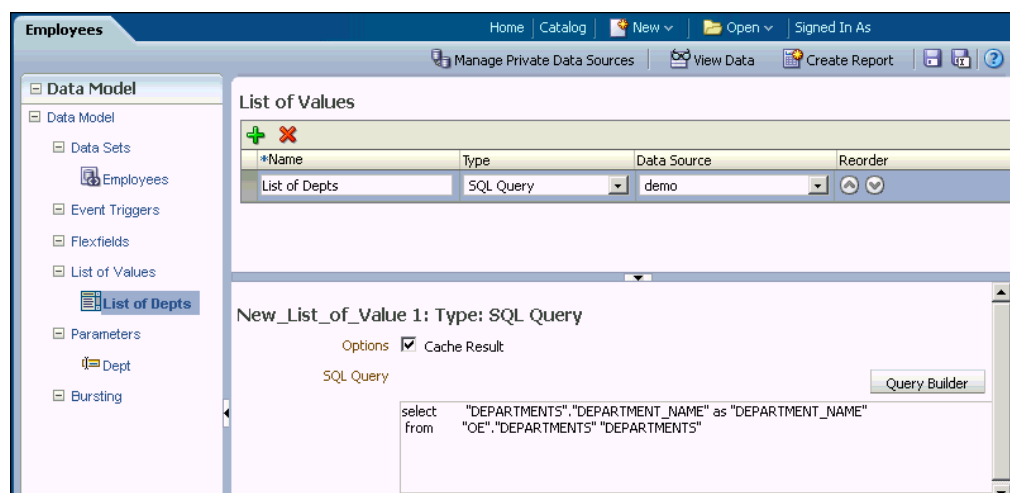 Employees Home Catalog New Open Signed In As
Manage Private Data Sources View Data Create Report
Data Model
Data Model
Data Sets
Employees
Event Triggers
Flexfields
List of Values
List of Depts
Parameters
Dept
Bursting
List of Values
*Name Type Data Source Reorder
List of Depts SQL Query demo
New_List_of_Value 1: Type: SQL Query
Options Cache Result
SQL Query
Query Builder
select "DEPARTMENTS"."DEPARTMENT_NAME" as "DEPARTMENT_NAME"
from "OE"."DEPARTMENTS" "DEPARTMENTS"